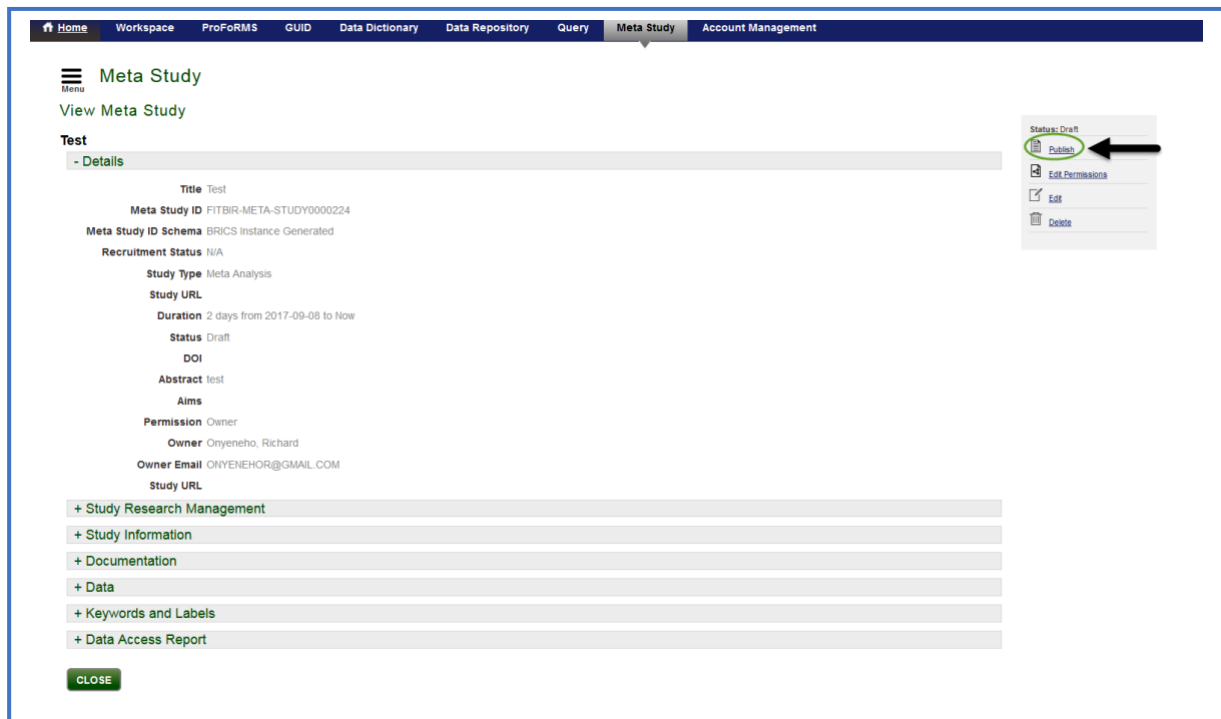 Home Workspace ProFoRMS GUID Data Dictionary Data Repository Query Meta Study Account Management
Menu
Meta Study
View Meta Study
Test
- Details
Title Test
Meta Study ID FITBIR-META-STUDY0000224
Meta Study ID Schema BRICS Instance Generated
Recruitment Status N/A
Study Type Meta Analysis
Study URL
Duration 2 days from 2017-09-08 to Now
Status Draft
DOI
Abstract test
Aims
Permission Owner
Owner Onyeneho, Richard
Owner Email ONYENEHOR@GMAIL.COM
Study URL
+ Study Research Management
+ Study Information
+ Documentation
+ Data
+ Keywords and Labels
+ Data Access Report
CLOSE
Status: Draft
Publish
Edit Permissions
Edit
Delete